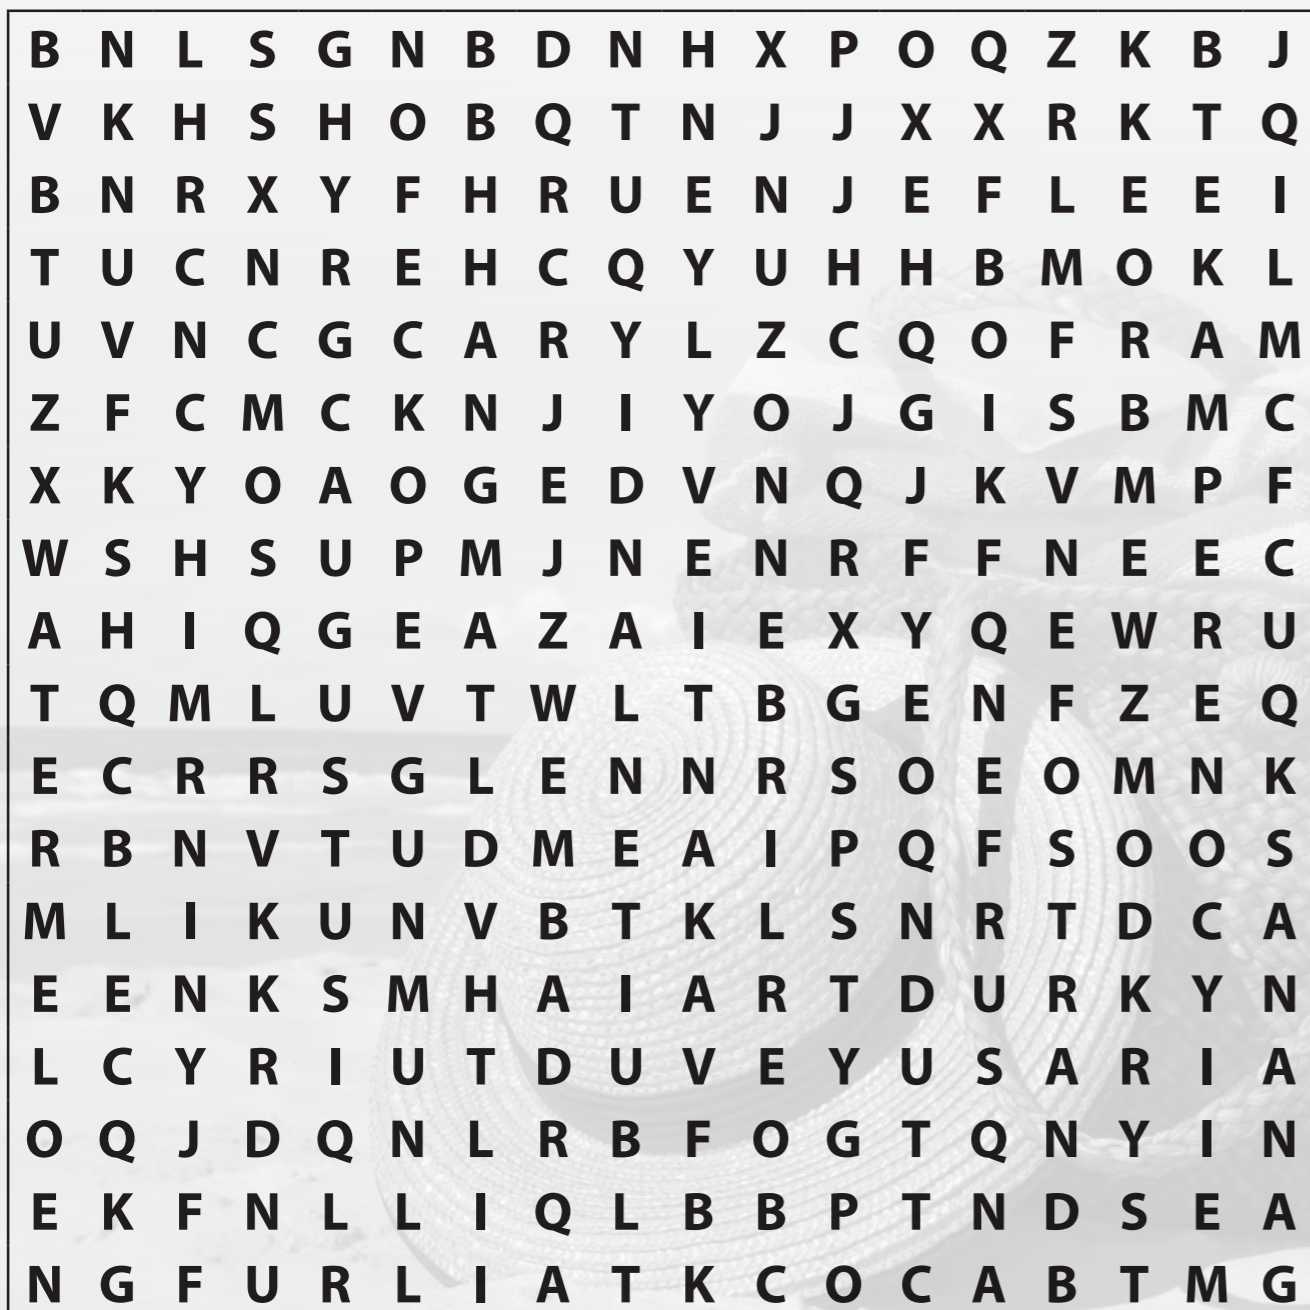 B N L S G N B D N H X P O Q Z K B J
V K H S H O B Q T N J J X X R K T Q
B N R X Y F H R U E N J E F L E E I
T U C N R E H C Q Y U H H B M O K L
U V N C G C A R Y L Z C Q O F R A M
Z F C M C K N J I Y O J G I S B M C
X K Y O A O G E D V N Q J K V M P F
W S H S U P M J N E N R F F N E E C
A H I Q G E A Z A I E X Y Q E W R U
T Q M L U V T W L T B G E N F Z E Q
E C R R S G L E N N R S O E O M N K
R B N V T U D M E A I P Q F S O O S
M L I K U N V B T K L S N R T D C A
E E N K S M H A I A R T D U R K Y N
L C Y R I U T D U V E Y U S A R I A
O Q J D Q N L R B F O G T Q N Y I N
E K F N L L I Q L B B P T N D S E A
N G F U R L I A T K C O C A B T M G